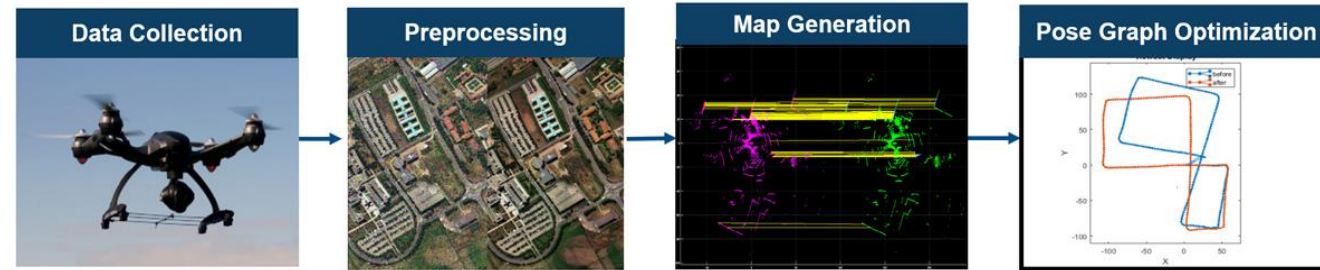 Data Collection
Preprocessing
Map Generation
Pose Graph Optimization
before
after
100
50
0
-50
-100
Y
-100
-50
0
50
X